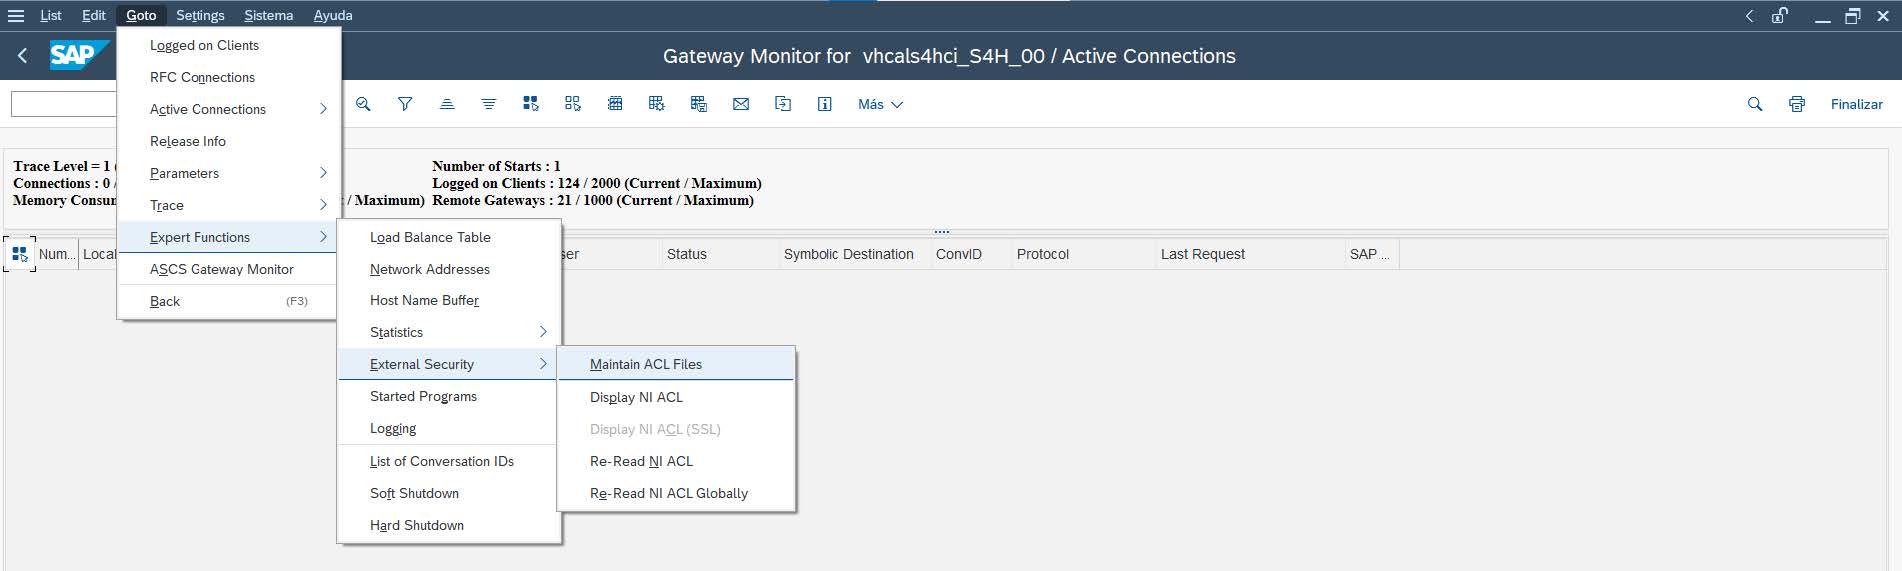 List Edit Goto Settings Sistema Ayuda
SAP Gateway Monitor for vhcals4hci_S4H_00 / Active Connections
Más Finalizar
Logged on Clients
RFC Connections
Active Connections
Release Info
Parameters
Trace
Expert Functions
ASCS Gateway Monitor
Back (F3)
Trace Level = 1 Number of Starts : 1
Connections : 0 / Logged on Clients : 124 / 2000 (Current / Maximum)
Memory Consu / Maximum) Remote Gateways : 21 / 1000 (Current / Maximum)
Num... Local ser Status Symbolic Destination ConvID Protocol Last Request SAP ...
Load Balance Table
Network Addresses
Host Name Buffer
Statistics
External Security
Started Programs
Logging
List of Conversation IDs
Soft Shutdown
Hard Shutdown
Maintain ACL Files
Display NI ACL
Display NI ACL (SSL)
Re-Read NI ACL
Re-Read NI ACL Globally